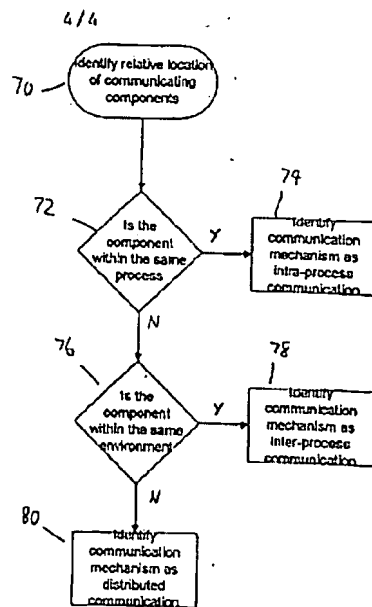 4/4
Identify relative location
of communicating
components
70
72
Is the
component
within the same
process
Y
74
Identify
communication
mechanism as
intra-process
communication
N
76
Is the
component
within the same
environment
Y
78
Identify
communication
mechanism as
inter-process
communication
N
80
Identify
communication
mechanism as
distributed
communication